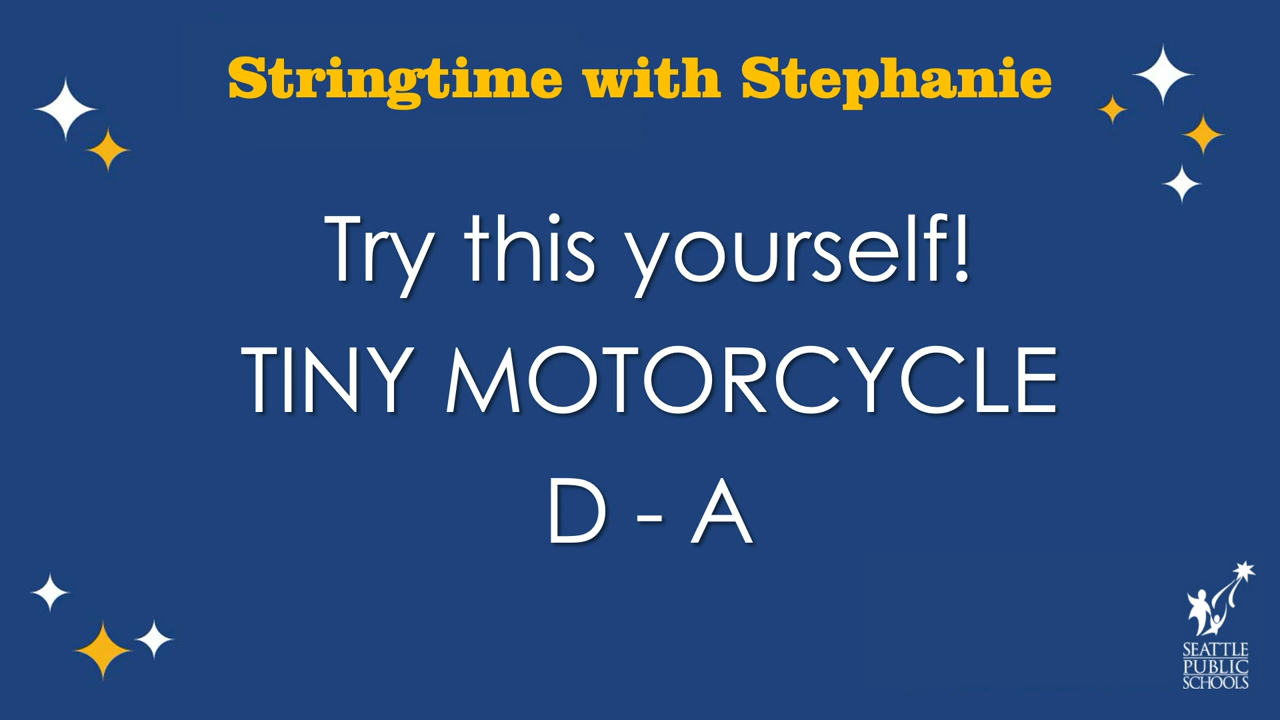 Stringtime with Stephanie
Try this yourself!
TINY MOTORCYCLE
D - A
SEATTLE
PUBLIC
SCHOOLS